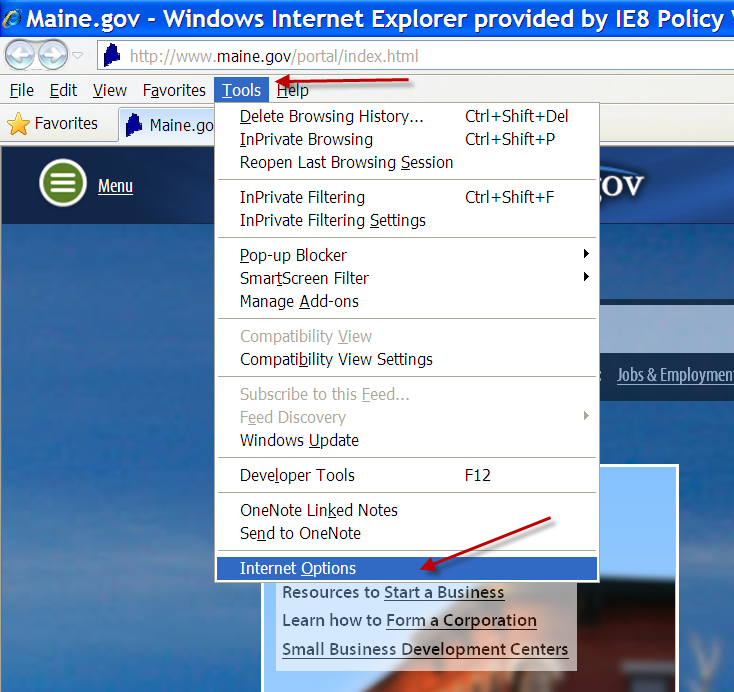 Maine.gov - Windows Internet Explorer provided by IE8 Policy
http://www.maine.gov/portal/index.html
File Edit View Favorites Tools Help
Favorites Maine.go
Menu
.gov
Delete Browsing History... Ctrl+Shift+Del
InPrivate Browsing Ctrl+Shift+P
Reopen Last Browsing Session
InPrivate Filtering Ctrl+Shift+F
InPrivate Filtering Settings
Pop-up Blocker
SmartScreen Filter
Manage Add-ons
Compatibility View
Compatibility View Settings
Jobs & Employment
Subscribe to this Feed...
Feed Discovery
Windows Update
Developer Tools F12
OneNote Linked Notes
Send to OneNote
Internet Options
Resources to Start a Business
Learn how to Form a Corporation
Small Business Development Centers